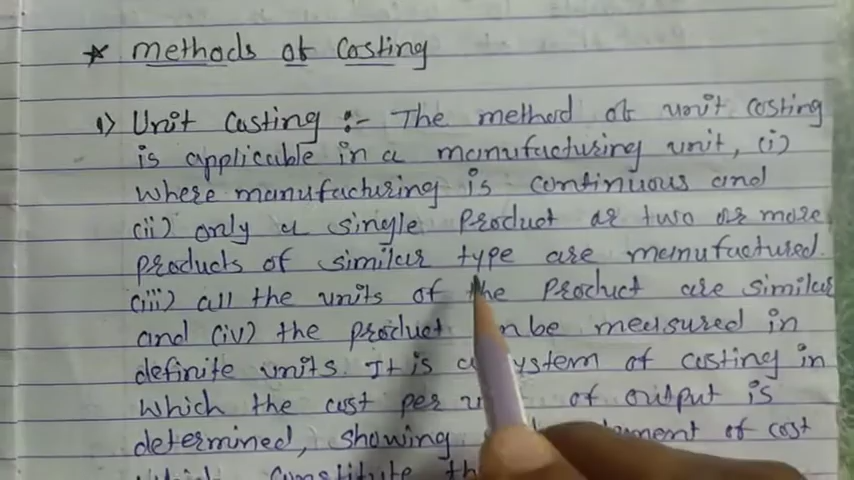 * methods of Costing
1) Unit Costing :- The method of unit costing
is applicable in a manufacturing unit, (i)
where manufacturing is continuous and
(ii) only a single product or two or more
products of similar type are manufactured.
(iii) all the units of the product are similar
and (iv) the product be measured in
definite units. It is a system of costing in
which the cost per of output is
determined, showing of cost
which constitute